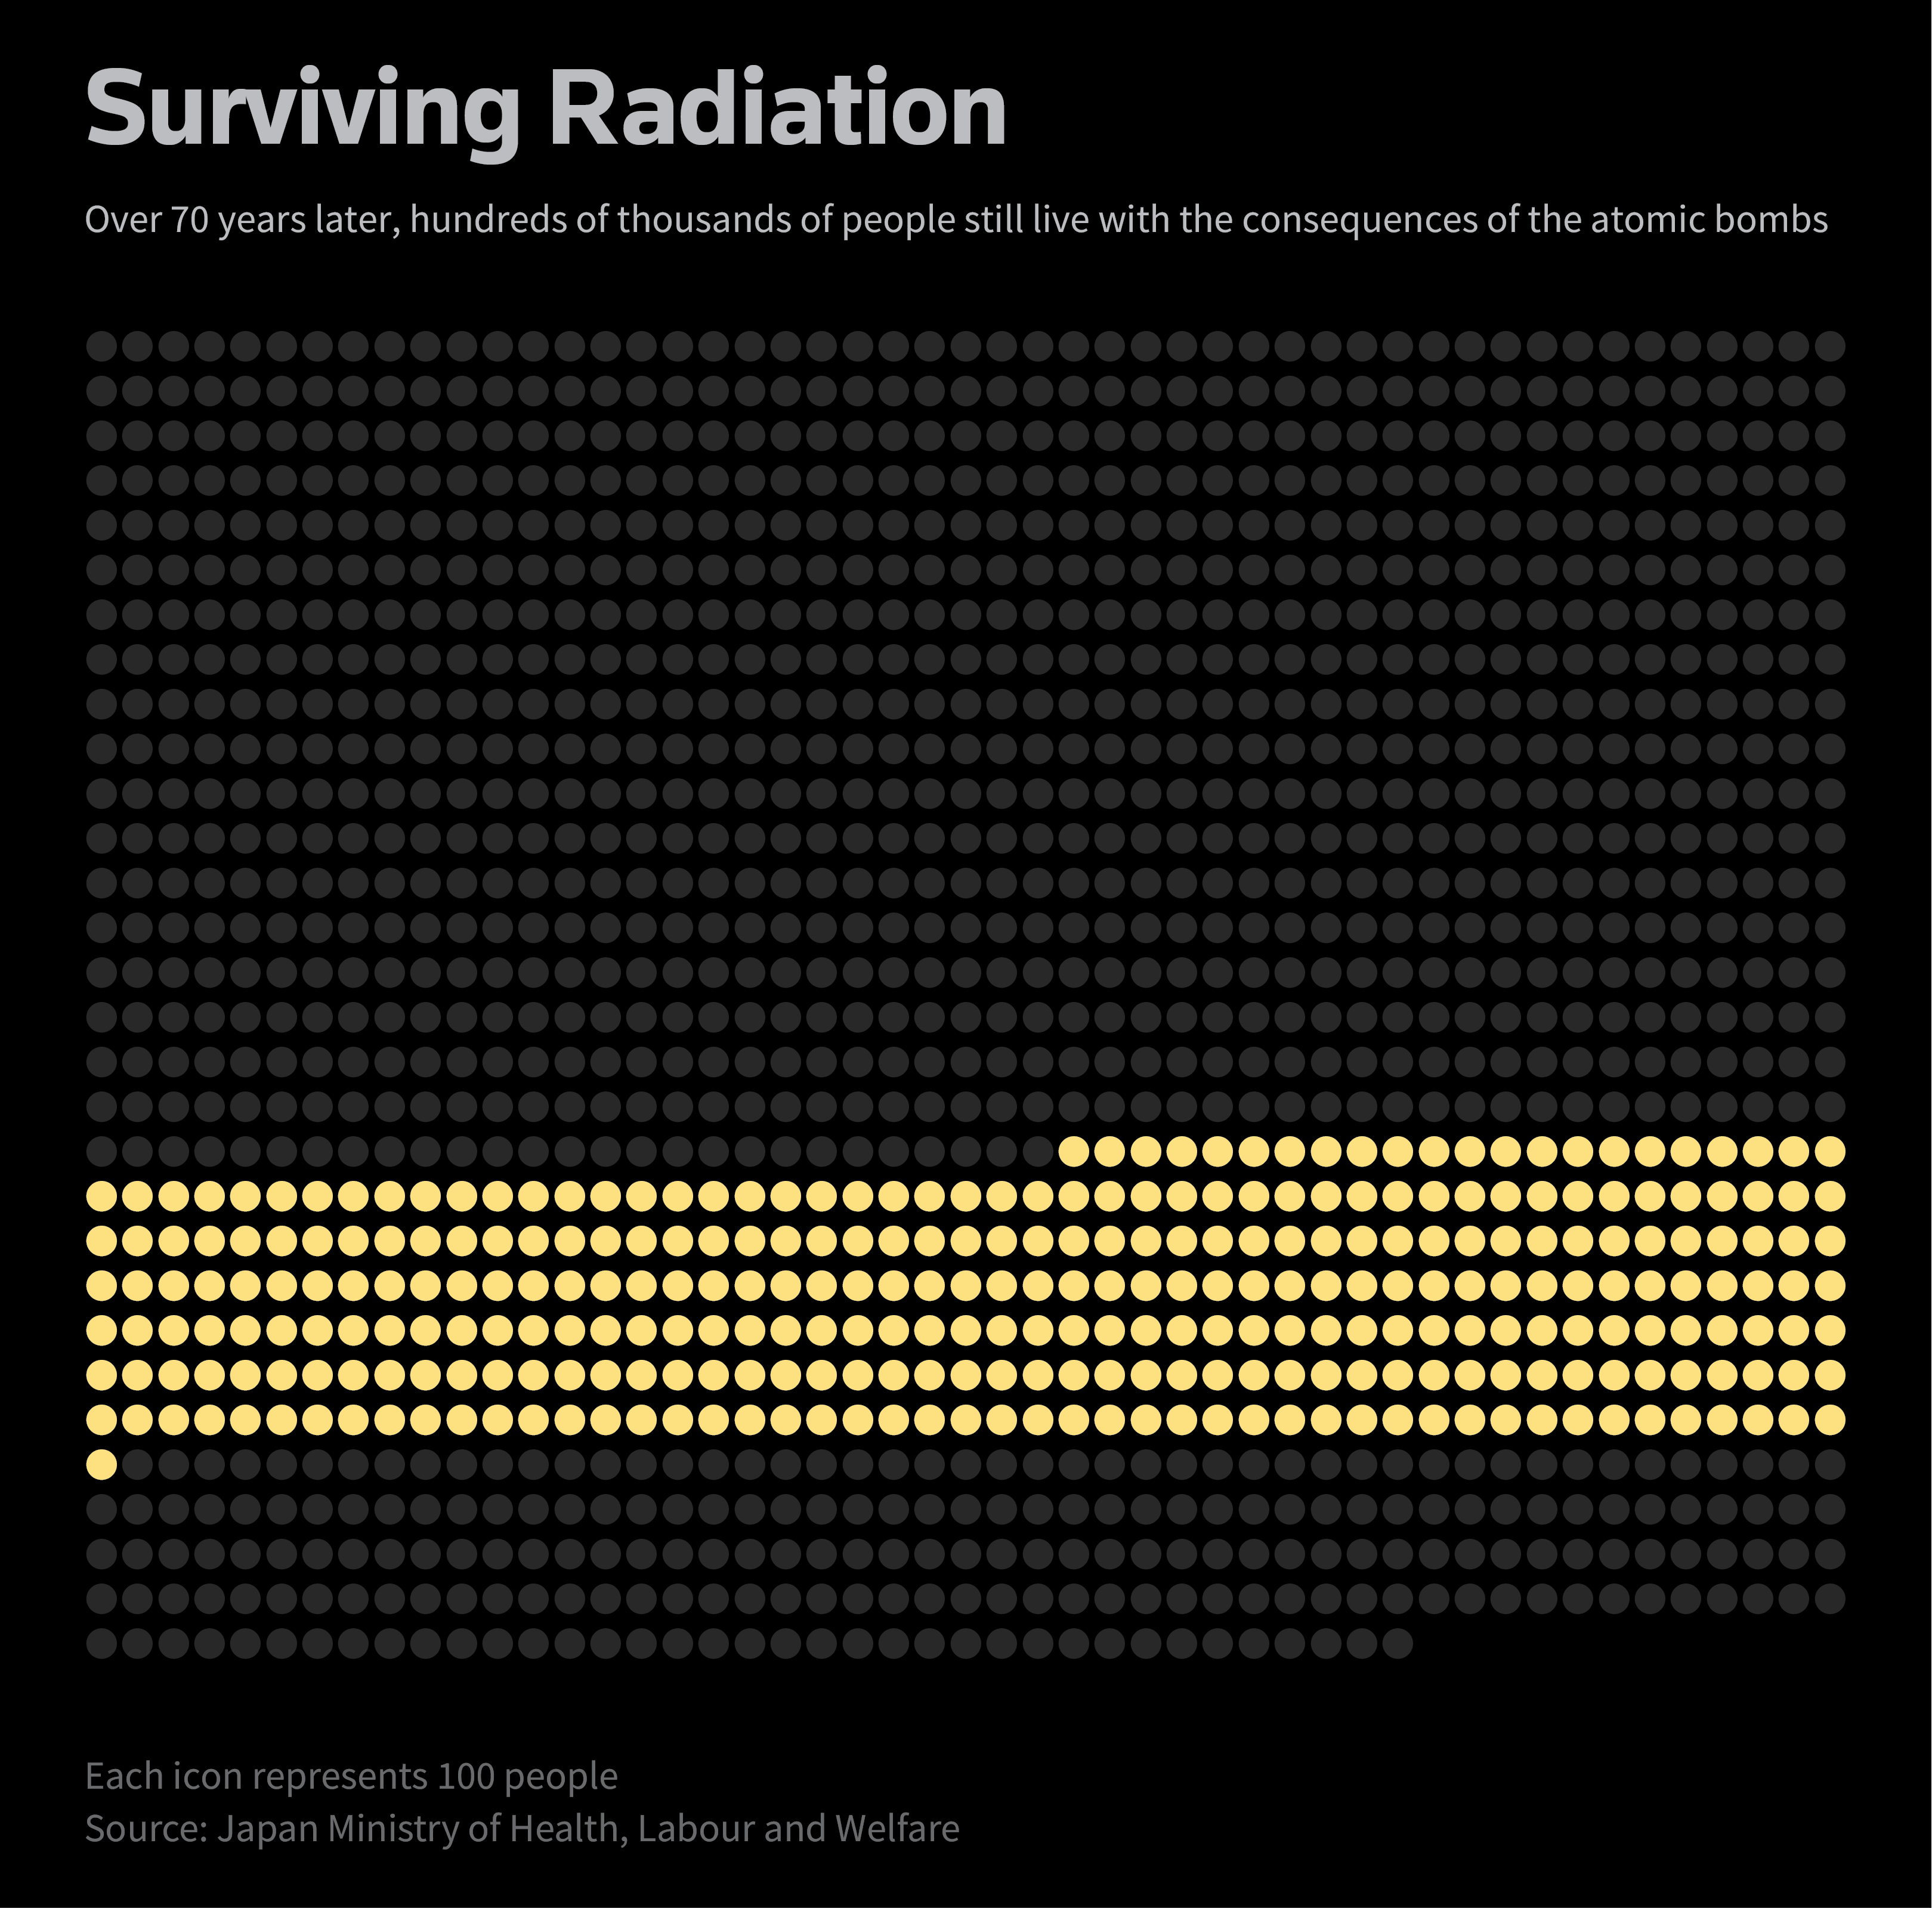 Surviving Radiation
Over 70 years later, hundreds of thousands of people still live with the consequences of the atomic bombs
Each icon represents 100 people
Source: Japan Ministry of Health, Labour and Welfare